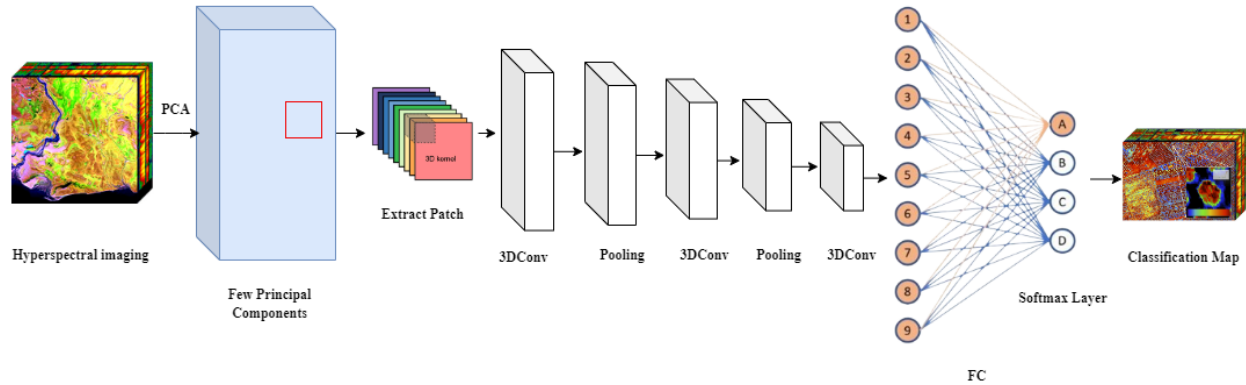 PCA
Hyperspectral imaging
Few Principal
Components
3D kernel
Extract Patch
3DConv
Pooling
3DConv
Pooling
3DConv
1
2
3
4
5
6
7
8
9
FC
A
B
C
D
Softmax Layer
Classification Map